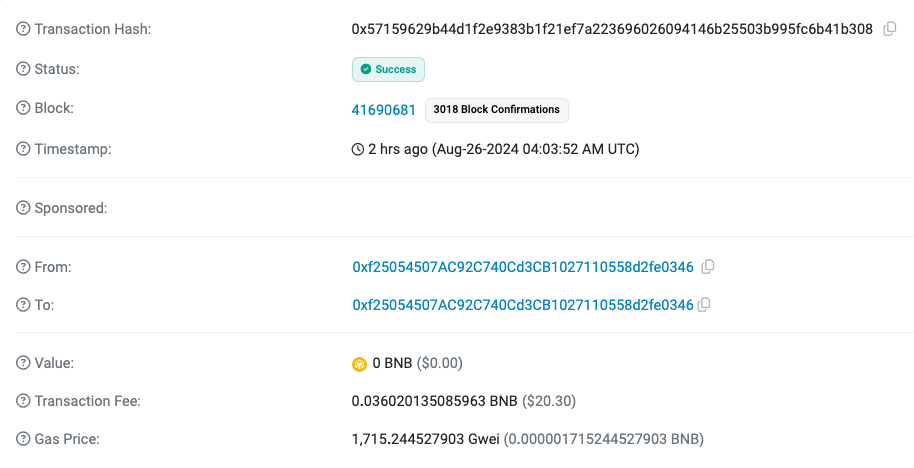 Transaction Hash: 0x57159629b44d1f2e9383b1f21ef7a223696026094146b25503b995fc6b41b308
Status: Success
Block: 41690681 3018 Block Confirmations
Timestamp: 2 hrs ago (Aug-26-2024 04:03:52 AM UTC)
Sponsored:
From: 0xf25054507AC92C740Cd3CB1027110558d2fe0346
To: 0xf25054507AC92C740Cd3CB1027110558d2fe0346
Value: 0 BNB ($0.00)
Transaction Fee: 0.036020135085963 BNB ($20.30)
Gas Price: 1,715.244527903 Gwei (0.000001715244527903 BNB)